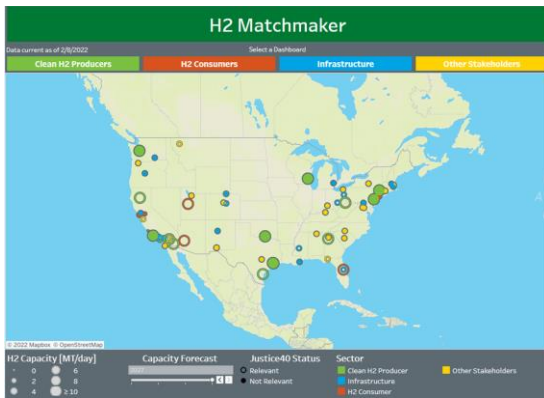 H2 Matchmaker
Data current as of 2/8/2022
Select a Dashboard
Clean H2 Producers
H2 Consumers
Infrastructure
Other Stakeholders
© 2022 Mapbox © OpenStreetMap
H2 Capacity [MT/day]
0
6
2
8
4
≥10
Capacity Forecast
Justice40 Status
Relevant
Not Relevant
Sector
Clean H2 Producer
Other Stakeholders
Infrastructure
H2 Consumer